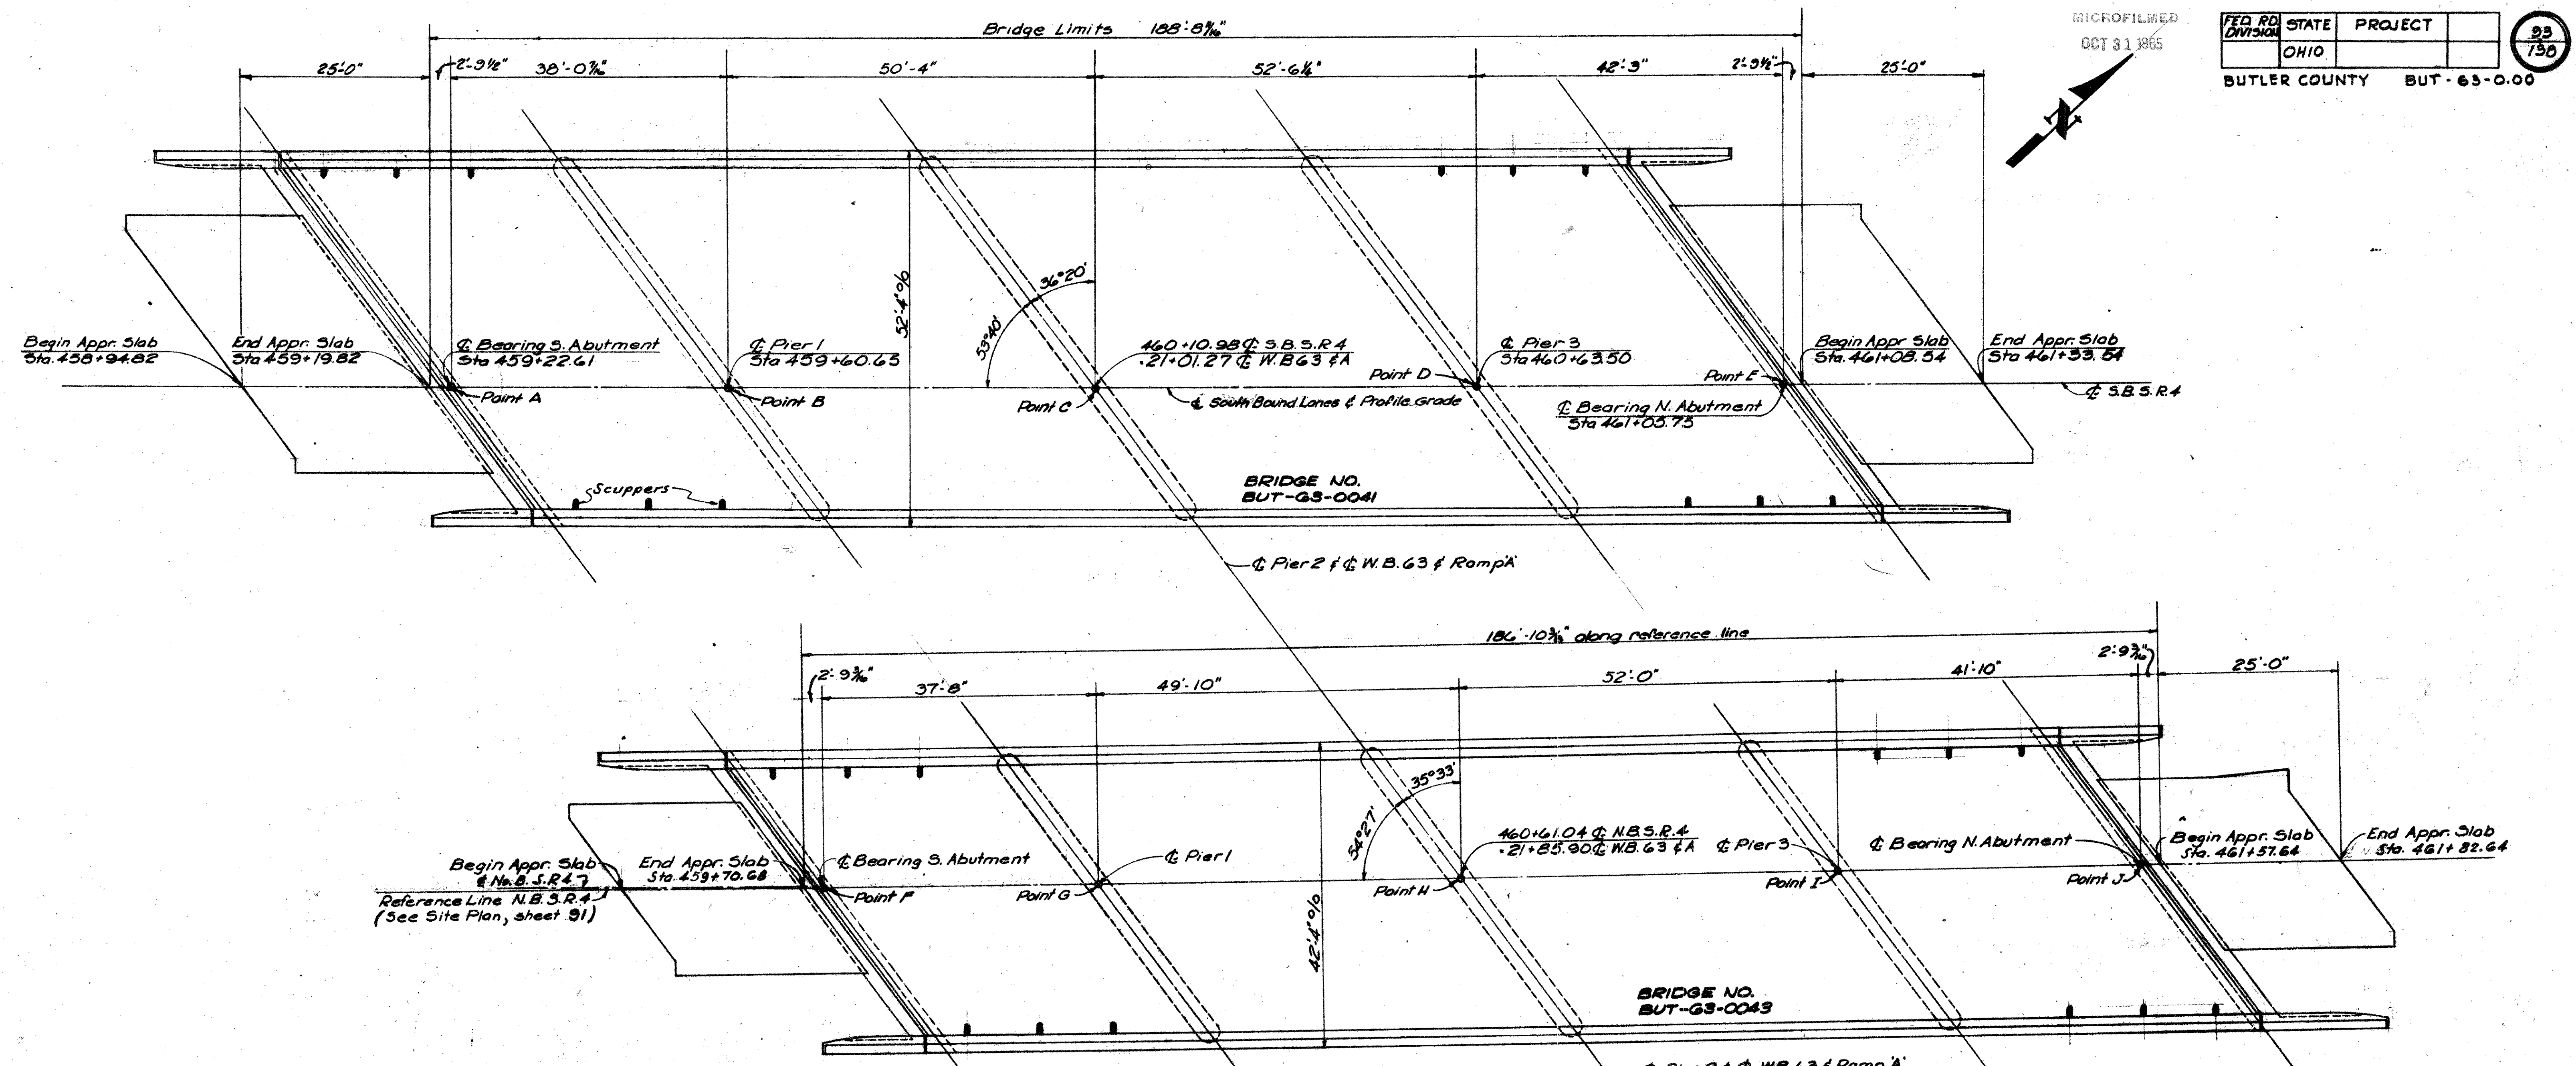 MICROFILMED
OCT 31 1965
FED. RD. DIVISION STATE PROJECT
OHIO
93
138
BUTLER COUNTY BUT-63-0.00
Bridge Limits 188'-8 5/16"
25'-0" 2'-9½" 38'-0 7/16" 50'-4" 52'-6¼" 42'-3" 2'-9½" 25'-0"
N
36°20'
53°40'
52'-4" o/o
Begin Appr. Slab
Sta. 458+94.82
End Appr. Slab
Sta 459+19.82
℄ Bearing S. Abutment
Sta 459+22.61
Point A
℄ Pier 1
Sta 459+60.65
Point B
460+10.98 ℄ S.B.S.R.4
21+01.27 ℄ W.B.63 & A
Point C
℄ South Bound Lanes & Profile Grade
℄ Pier 3
Sta 460+63.50
Point D
Point E
℄ Bearing N. Abutment
Sta 461+05.75
Begin Appr. Slab
Sta. 461+08.54
End Appr. Slab
Sta 461+33.54
℄ S.B.S.R.4
Scuppers
BRIDGE NO.
BUT-63-0041
℄ Pier 2 & ℄ W.B.63 & Ramp 'A'
186'-10 3/8" along reference line
2'-9 3/16" 37'-8" 49'-10" 52'-0" 41'-10" 2'-9 3/16" 25'-0"
35°33'
54°27'
42'-4" o/o
Begin Appr. Slab
℄ No.B.S.R.4
Reference Line N.B.S.R.4
(See Site Plan, sheet 91)
End Appr. Slab
Sta. 459+70.68
℄ Bearing S. Abutment
Point F
℄ Pier 1
Point G
460+61.04 ℄ N.B.S.R.4
21+85.90 ℄ W.B.63 & A
Point H
℄ Pier 3
Point I
℄ Bearing N. Abutment
Point J
Begin Appr. Slab
Sta. 461+57.64
End Appr. Slab
Sta. 461+82.64
BRIDGE NO.
BUT-63-0043
℄ Pier 2 & ℄ W.B.63 & Ramp 'A'